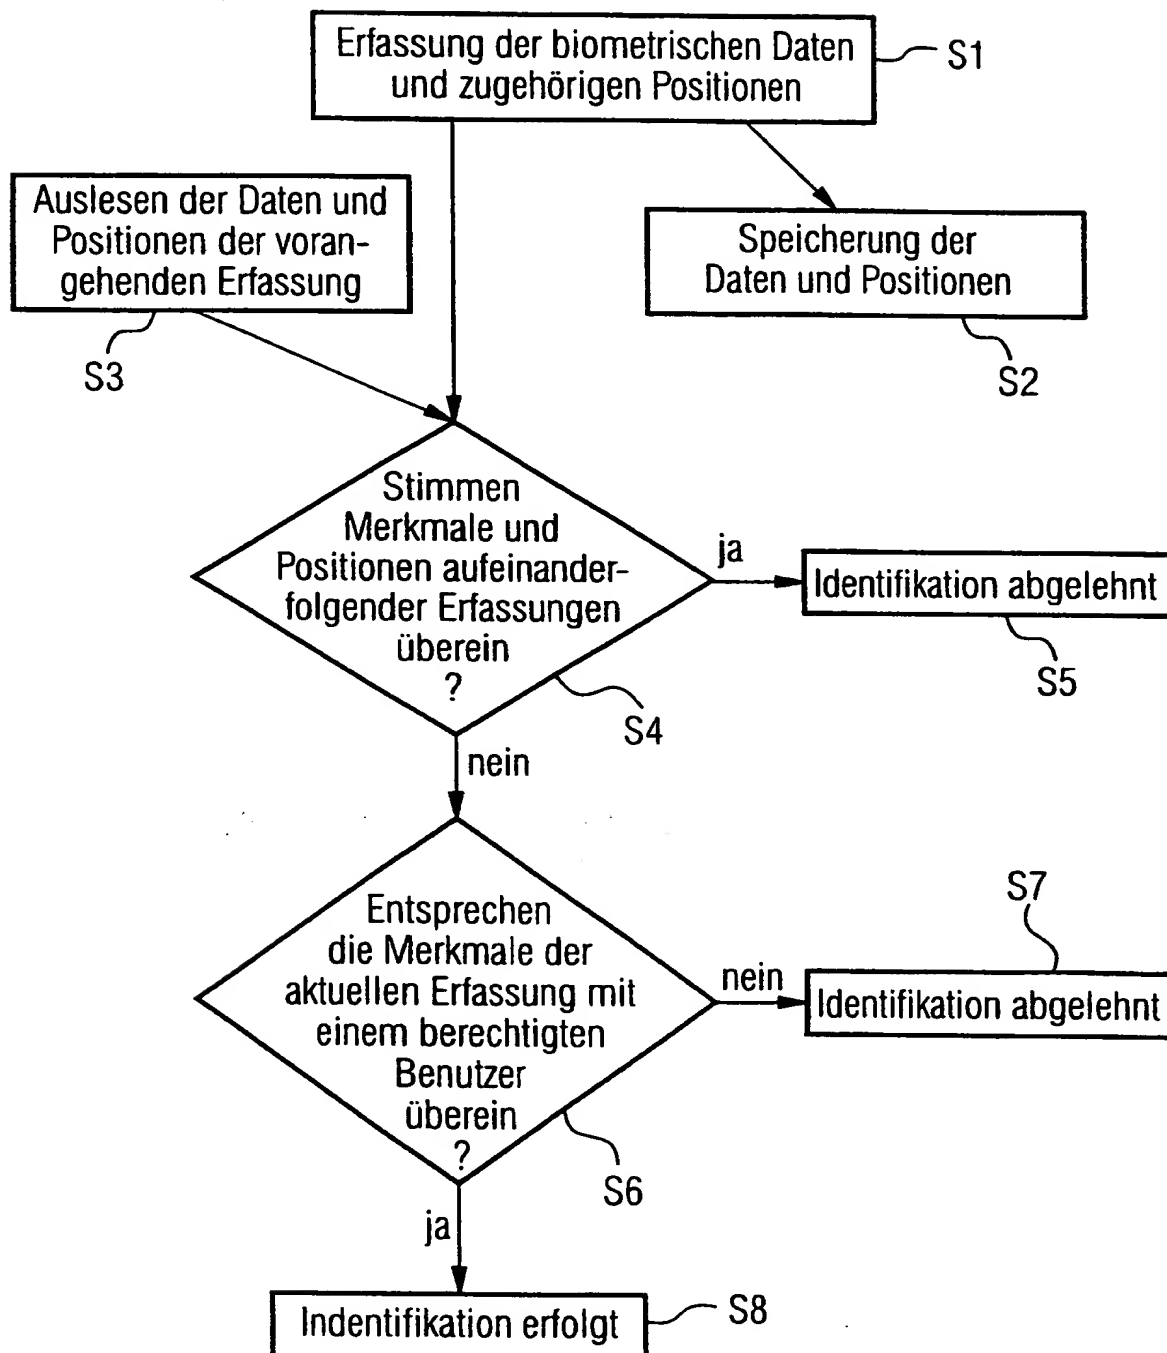 Erfassung der biometrischen Daten
und zugehörigen Positionen
S1
Auslesen der Daten und
Positionen der voran-
gehenden Erfassung
S3
Speicherung der
Daten und Positionen
S2
Stimmen
Merkmale und
Positionen aufeinander-
folgender Erfassungen
überein
?
S4
ja
Identifikation abgelehnt
S5
nein
Entsprechen
die Merkmale der
aktuellen Erfassung mit
einem berechtigten
Benutzer
überein
?
S6
nein
S7
Identifikation abgelehnt
ja
Indentifikation erfolgt
S8